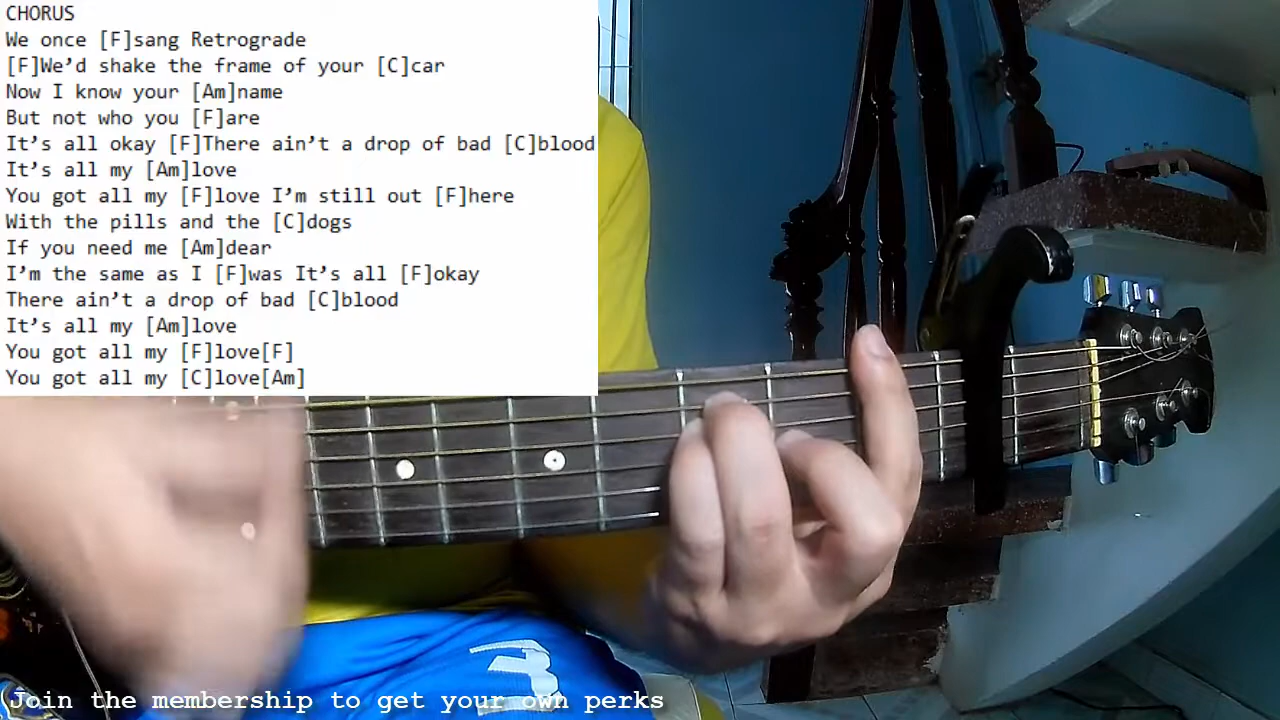 CHORUS
We once [F]sang Retrograde
[F]We’d shake the frame of your [C]car
Now I know your [Am]name
But not who you [F]are
It’s all okay [F]There ain’t a drop of bad [C]blood
It’s all my [Am]love
You got all my [F]love I’m still out [F]here
With the pills and the [C]dogs
If you need me [Am]dear
I’m the same as I [F]was It’s all [F]okay
There ain’t a drop of bad [C]blood
It’s all my [Am]love
You got all my [F]love[F]
You got all my [C]love[Am]
(Join the membership to get your own perks